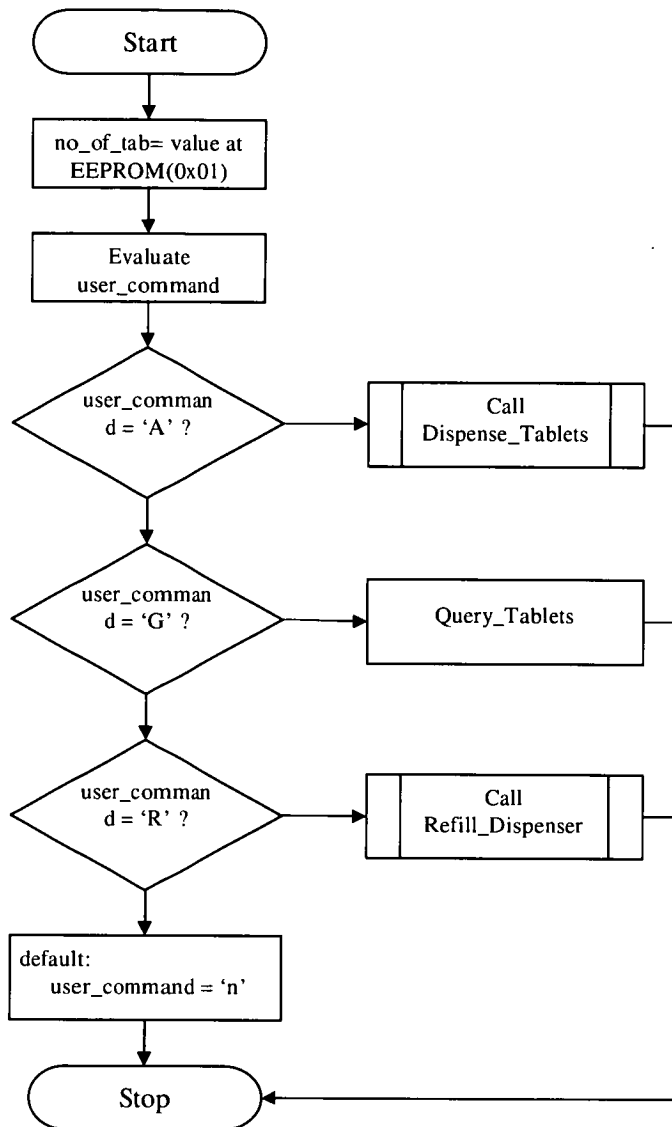 Start
no_of_tab= value at
EEPROM(0x01)
Evaluate
user_command
user_comman
d = ‘A’ ?
Call
Dispense_Tablets
user_comman
d = ‘G’ ?
Query_Tablets
user_comman
d = ‘R’ ?
Call
Refill_Dispenser
default:
user_command = ‘n’
Stop